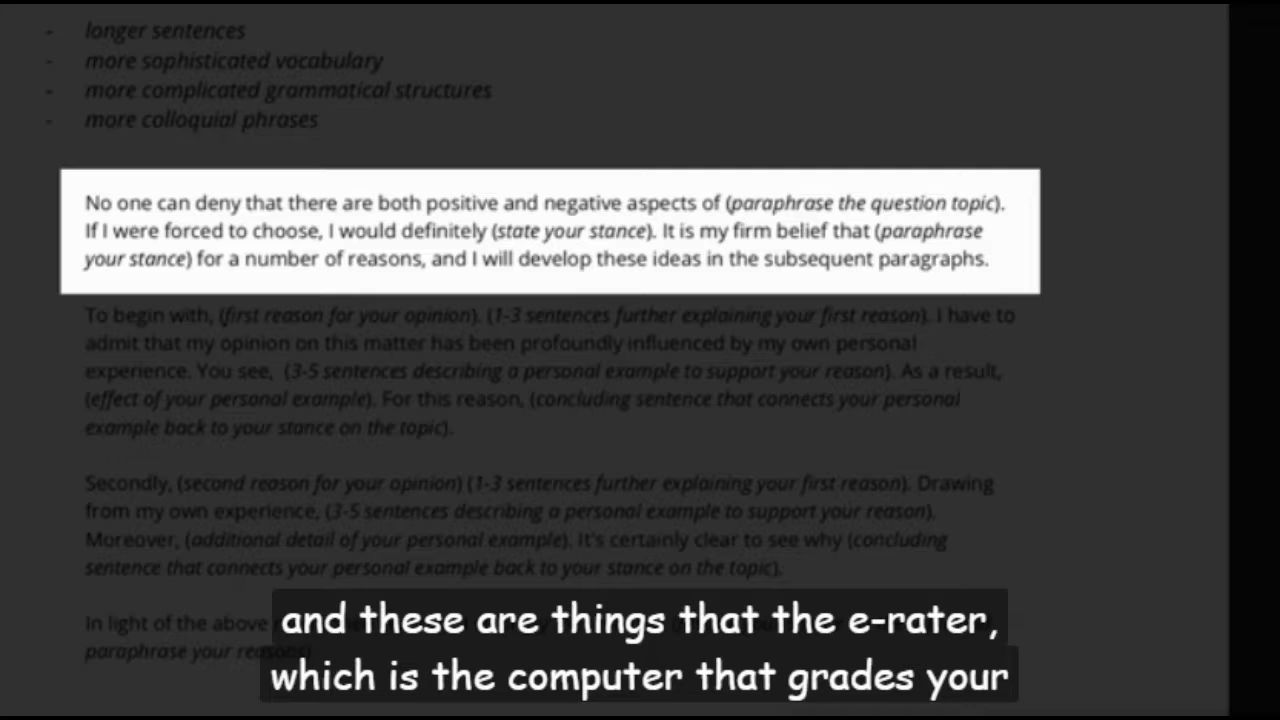 - longer sentences
- more sophisticated vocabulary
- more complicated grammatical structures
- more colloquial phrases
No one can deny that there are both positive and negative aspects of (paraphrase the question topic).
If I were forced to choose, I would definitely (state your stance). It is my firm belief that (paraphrase
your stance) for a number of reasons, and I will develop these ideas in the subsequent paragraphs.
To begin with, (first reason for your opinion). (1-3 sentences further explaining your first reason). I have to
admit that my opinion on this matter has been profoundly influenced by my own personal
experience. You see, (3-5 sentences describing a personal example to support your reason). As a result,
(effect of your personal example). For this reason, (concluding sentence that connects your personal
example back to your stance on the topic).
Secondly, (second reason for your opinion) (1-3 sentences further explaining your first reason). Drawing
from my own experience, (3-5 sentences describing a personal example to support your reason).
Moreover, (additional detail of your personal example). It's certainly clear to see why (concluding
sentence that connects your personal example back to your stance on the topic).
In light of the above
paraphrase your reasons)
and these are things that the e-rater,
which is the computer that grades your